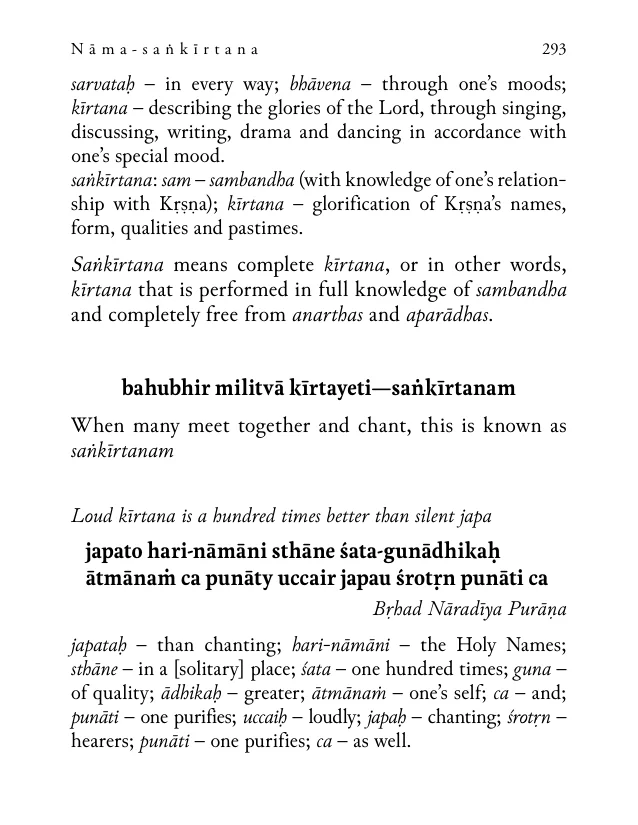 Nāma-saṅkīrtana 293
sarvataḥ – in every way; bhāvena – through one's moods;
kīrtana – describing the glories of the Lord, through singing,
discussing, writing, drama and dancing in accordance with
one's special mood.
saṅkīrtana: sam – sambandha (with knowledge of one's relation-
ship with Kṛṣṇa); kīrtana – glorification of Kṛṣṇa's names,
form, qualities and pastimes.
Saṅkīrtana means complete kīrtana, or in other words,
kīrtana that is performed in full knowledge of sambandha
and completely free from anarthas and aparādhas.
bahubhir militvā kīrtayeti—saṅkīrtanam
When many meet together and chant, this is known as
saṅkīrtanam
Loud kīrtana is a hundred times better than silent japa
japato hari-nāmāni sthāne śata-gunādhikaḥ
ātmānaṁ ca punāty uccair japau śrotṛn punāti ca
Bṛhad Nāradīya Purāṇa
japataḥ – than chanting; hari-nāmāni – the Holy Names;
sthāne – in a [solitary] place; śata – one hundred times; guna –
of quality; ādhikaḥ – greater; ātmānaṁ – one's self; ca – and;
punāti – one purifies; uccaiḥ – loudly; japaḥ – chanting; śrotṛn –
hearers; punāti – one purifies; ca – as well.